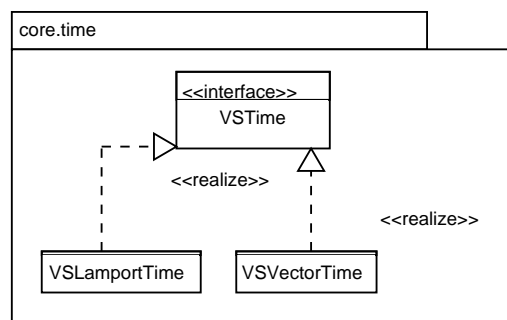 core.time
<<interface>>
VSTime
<<realize>>
<<realize>>
VSLamportTime
VSVectorTime